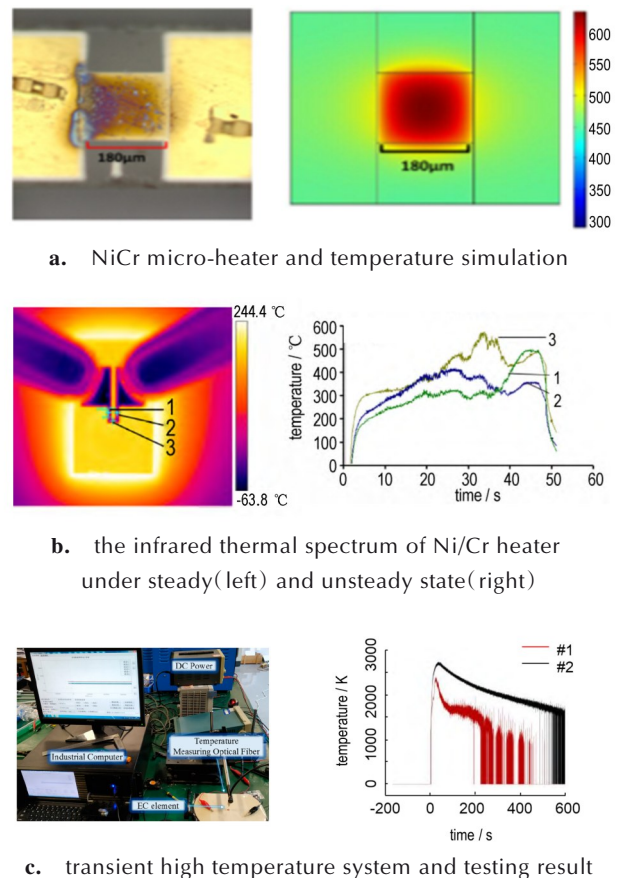 180μm
180μm
600
550
500
450
400
350
300
a. NiCr micro-heater and temperature simulation
244.4 ℃
-63.8 ℃
1
2
3
temperature / ℃
600
500
400
300
200
100
0
0 10 20 30 40 50 60
time / s
3
1
2
b. the infrared thermal spectrum of Ni/Cr heater
under steady(left) and unsteady state(right)
DC Power
Temperature
Measuring Optical Fiber
Industrial Computer
EC element
temperature / K
3000
2000
1000
0
-200 0 200 400 600
time / s
#1
#2
c. transient high temperature system and testing result